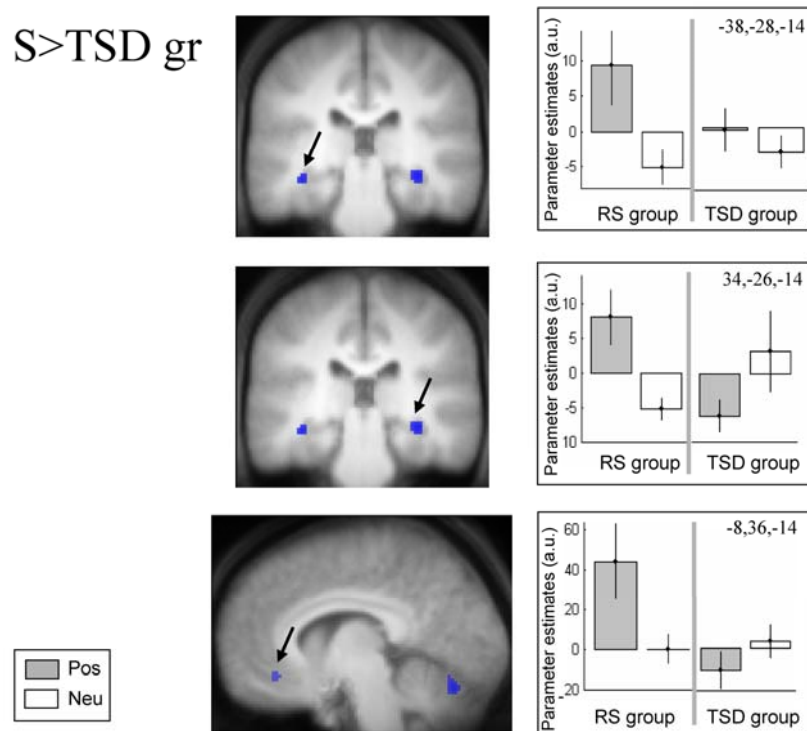 S>TSD gr
-38,-28,-14
Parameter estimates (a.u.)
10
5
0
-5
RS group
TSD group
34,-26,-14
Parameter estimates (a.u.)
10
5
0
-5
10
RS group
TSD group
-8,36,-14
Parameter estimates (a.u.)
60
40
20
0
-20
RS group
TSD group
Pos
Neu